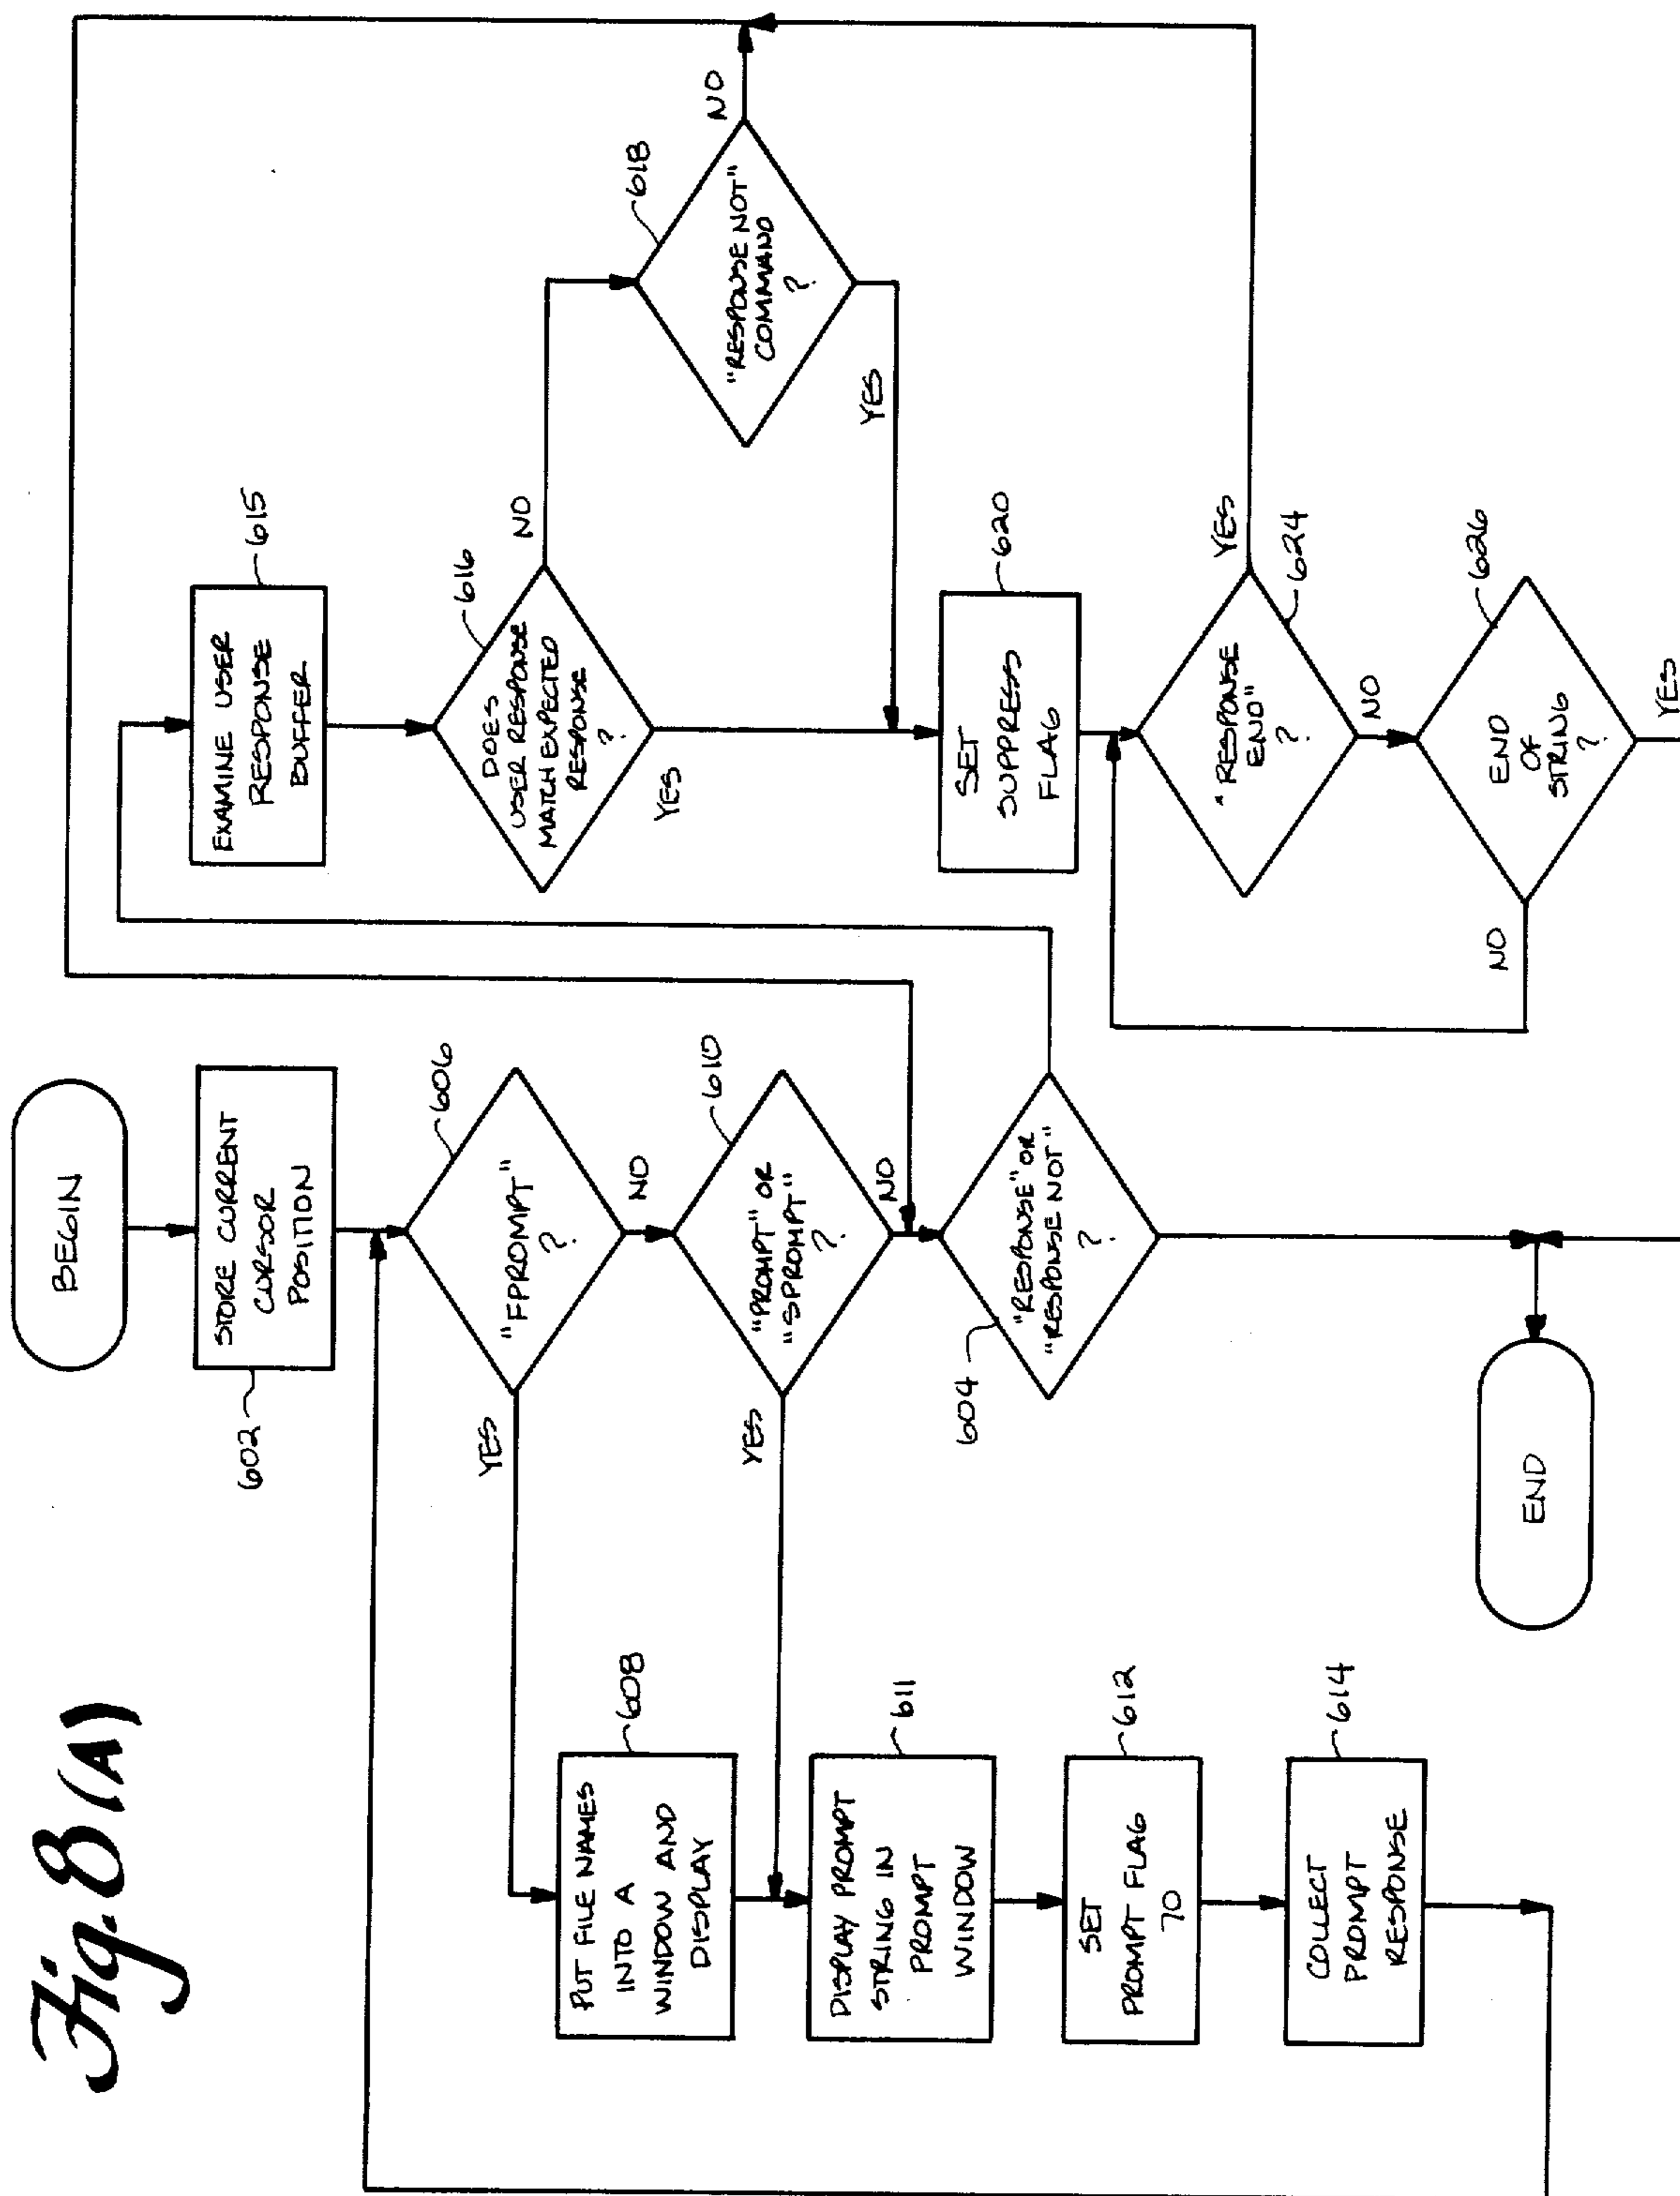 Fig. 8 (A)
BEGIN
STORE CURRENT
CURSOR
POSITION
602
"FPROMPT"
?
606
YES
NO
"PROMPT" OR
"SPROMPT"
?
610
YES
NO
"RESPONSE" OR
"RESPONSE NOT"
?
604
END
PUT FILE NAMES
INTO A
WINDOW AND
DISPLAY
608
DISPLAY PROMPT
STRING IN
PROMPT
WINDOW
611
SET
PROMPT FLAG
70
612
COLLECT
PROMPT
RESPONSE
614
EXAMINE USER
RESPONSE
BUFFER
615
DOES
USER RESPONSE
MATCH EXPECTED
RESPONSE
?
616
NO
YES
"RESPONSE NOT"
COMMAND
?
618
NO
YES
SET
SUPPRESS
FLAG
620
"RESPONSE
END"
?
624
YES
NO
END
OF
STRING
?
626
NO
YES